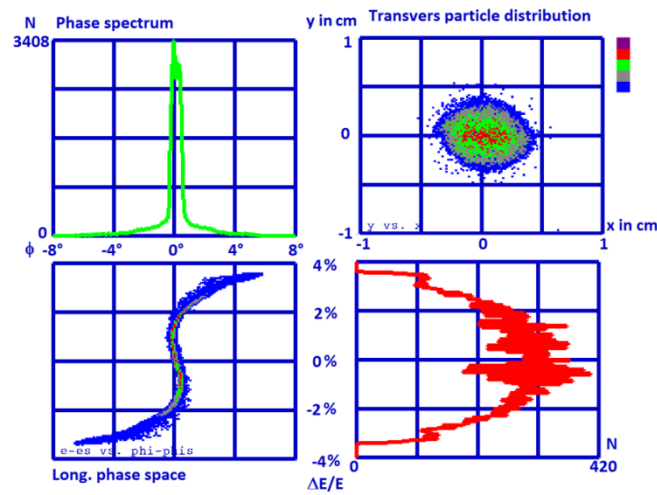 N Phase spectrum
3408
0
ϕ -8° -4° 0° 4° 8°
y in cm Transvers particle distribution
1
0
-1
y vs. x
x in cm
-1 0 1
e-es vs. phi-phis
Long. phase space
4%
2%
0%
-2%
-4%
N
0 420
ΔE/E